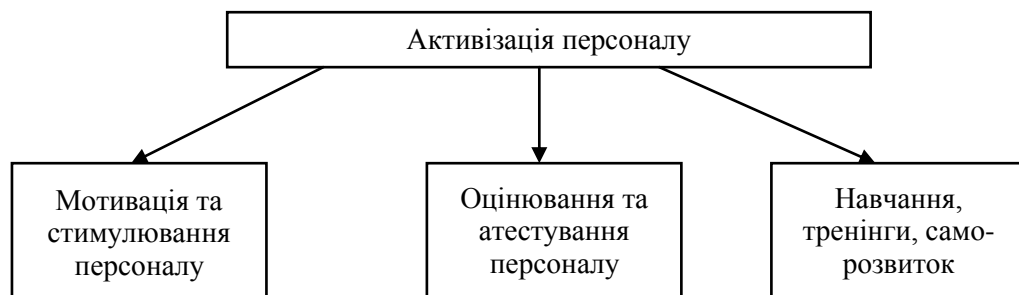 Активізація персоналу
Мотивація та
стимулювання
персоналу
Оцінювання та
атестування
персоналу
Навчання,
тренінги, само-
розвиток